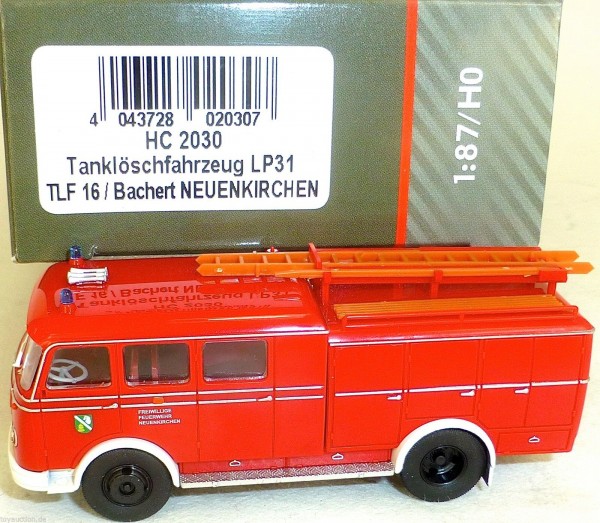 4 043728 020307
HC 2030
Tanklöschfahrzeug LP31
TLF 16 / Bachert NEUENKIRCHEN
1:87/H0
FREIWILLIGE
FEUERWEHR
NEUENKIRCHEN